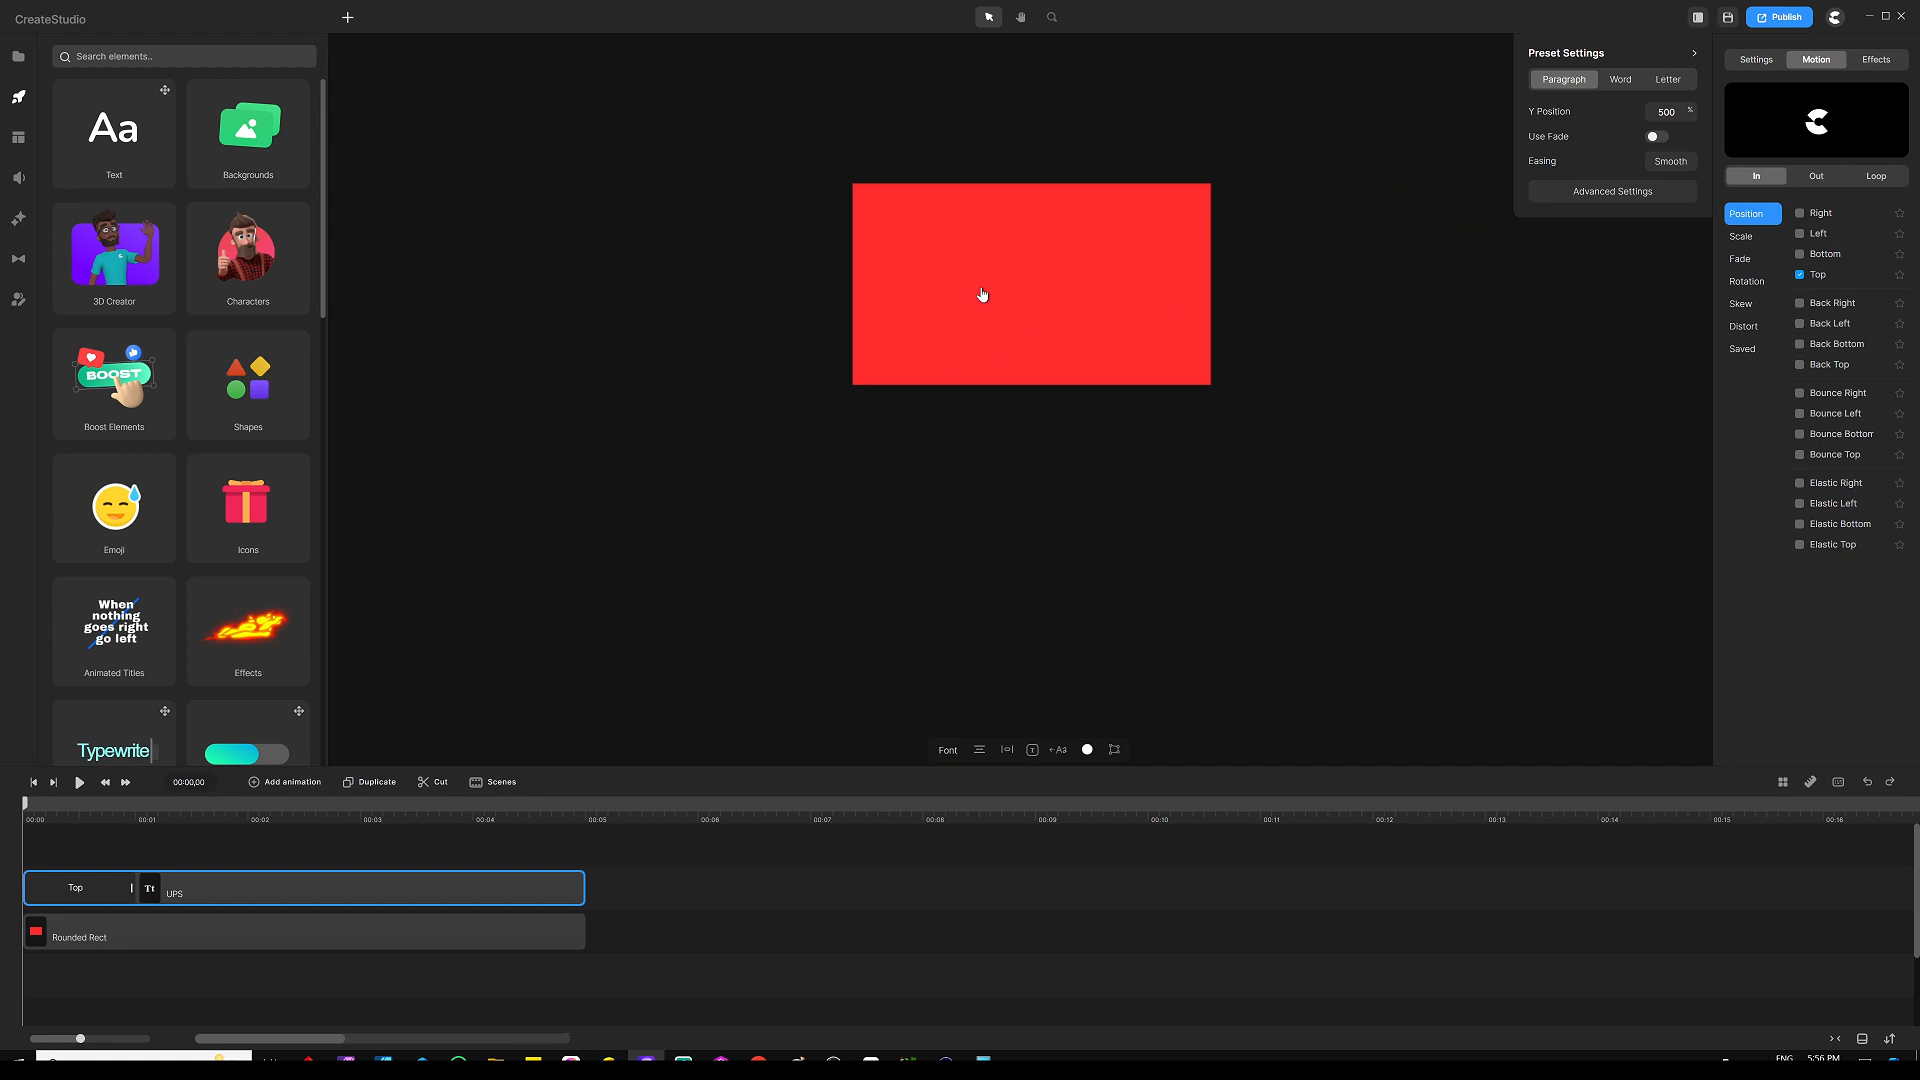 CreateStudio
Publish
Search elements..
Aa
Text
Backgrounds
3D Creator
Characters
BOOST
Boost Elements
Shapes
Emoji
Icons
When
nothing
goes right
go left
Animated Titles
Effects
Typewrite
Preset Settings
Paragraph Word Letter
Y Position 500 %
Use Fade
Easing Smooth
Advanced Settings
Settings Motion Effects
In Out Loop
Position
Scale
Fade
Rotation
Skew
Distort
Saved
Right
Left
Bottom
Top
Back Right
Back Left
Back Bottom
Back Top
Bounce Right
Bounce Left
Bounce Bottom
Bounce Top
Elastic Right
Elastic Left
Elastic Bottom
Elastic Top
Font
Aa
00:00,00
Add animation
Duplicate
Cut
Scenes
00:00 00:01 00:02 00:03 00:04 00:05 00:06 00:07 00:08 00:09 00:10 00:11 00:12 00:13 00:14 00:15 00:16
Top Tt UPS
Rounded Rect
ENG 5:56 PM